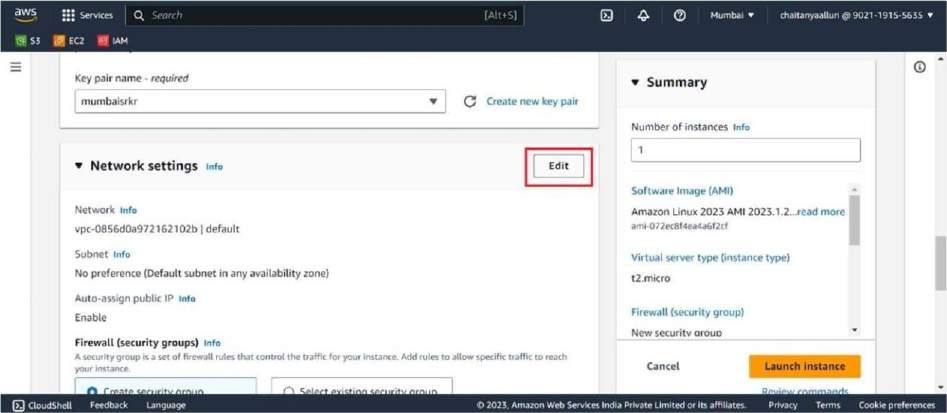 aws
Services
Search
[Alt+S]
Mumbai
chaitanyaalluri @ 9021-1915-5635
S3
EC2
IAM
Key pair name - required
mumbaisrkr
Create new key pair
Network settings Info
Edit
Network Info
vpc-0856d0a972162102b | default
Subnet Info
No preference (Default subnet in any availability zone)
Auto-assign public IP Info
Enable
Firewall (security groups) Info
A security group is a set of firewall rules that control the traffic for your instance. Add rules to allow specific traffic to reach
your instance.
Create security group
Select existing security group
Summary
Number of instances Info
1
Software Image (AMI)
Amazon Linux 2023 AMI 2023.1.2...read more
ami-072ec8f4ea4a6f2cf
Virtual server type (instance type)
t2.micro
Firewall (security group)
New security group
Cancel
Launch instance
Review commands
CloudShell
Feedback
Language
© 2023, Amazon Web Services India Private Limited or its affiliates.
Privacy
Terms
Cookie preferences